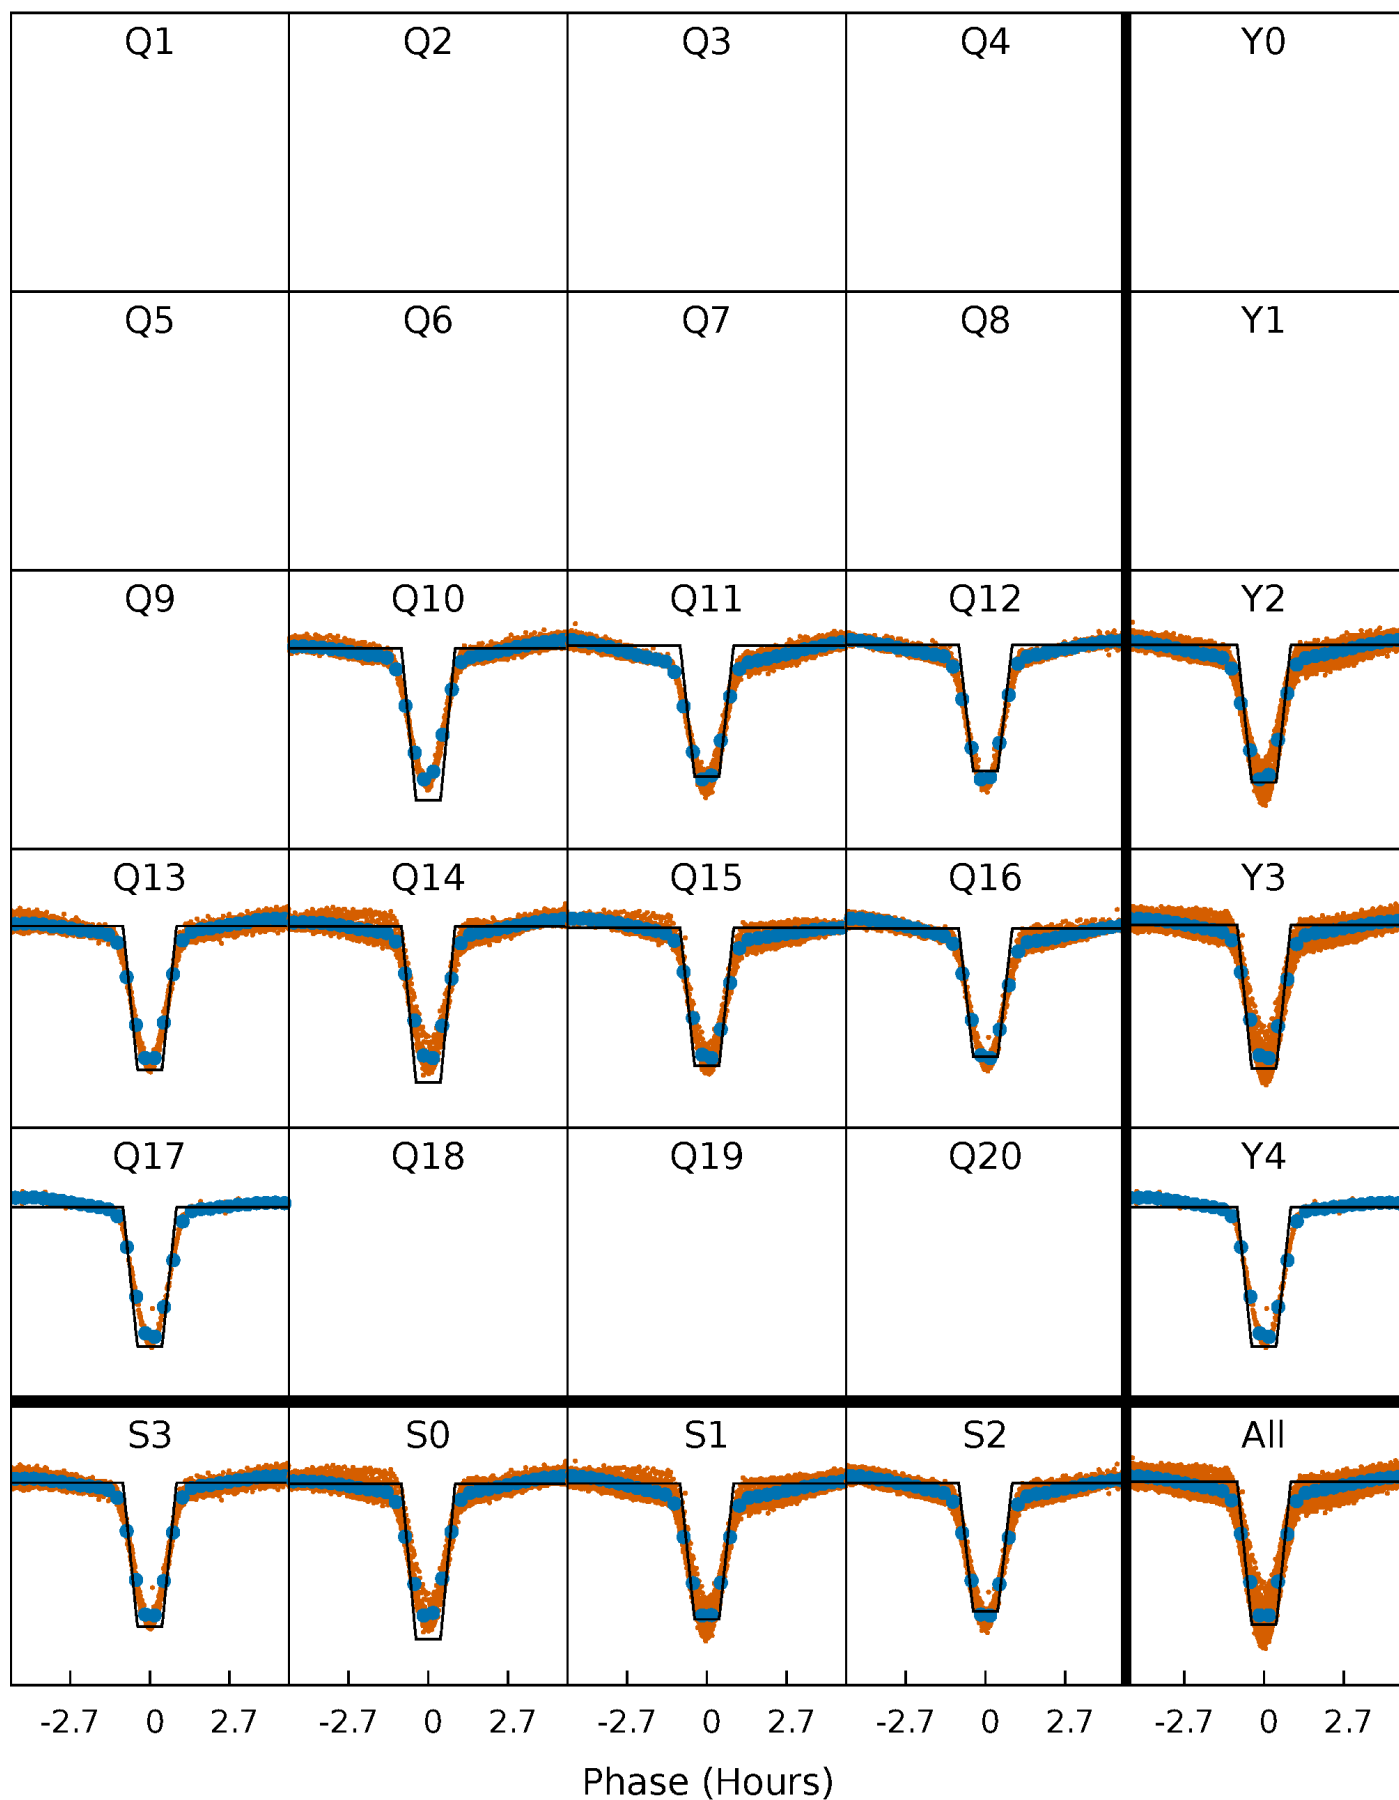 Q1 Q2 Q3 Q4 Y0
Q5 Q6 Q7 Q8 Y1
Q9 Q10 Q11 Q12 Y2
Q13 Q14 Q15 Q16 Y3
Q17 Q18 Q19 Q20 Y4
S3 S0 S1 S2 All
-2.7 0 2.7 -2.7 0 2.7 -2.7 0 2.7 -2.7 0 2.7 -2.7 0 2.7
Phase (Hours)